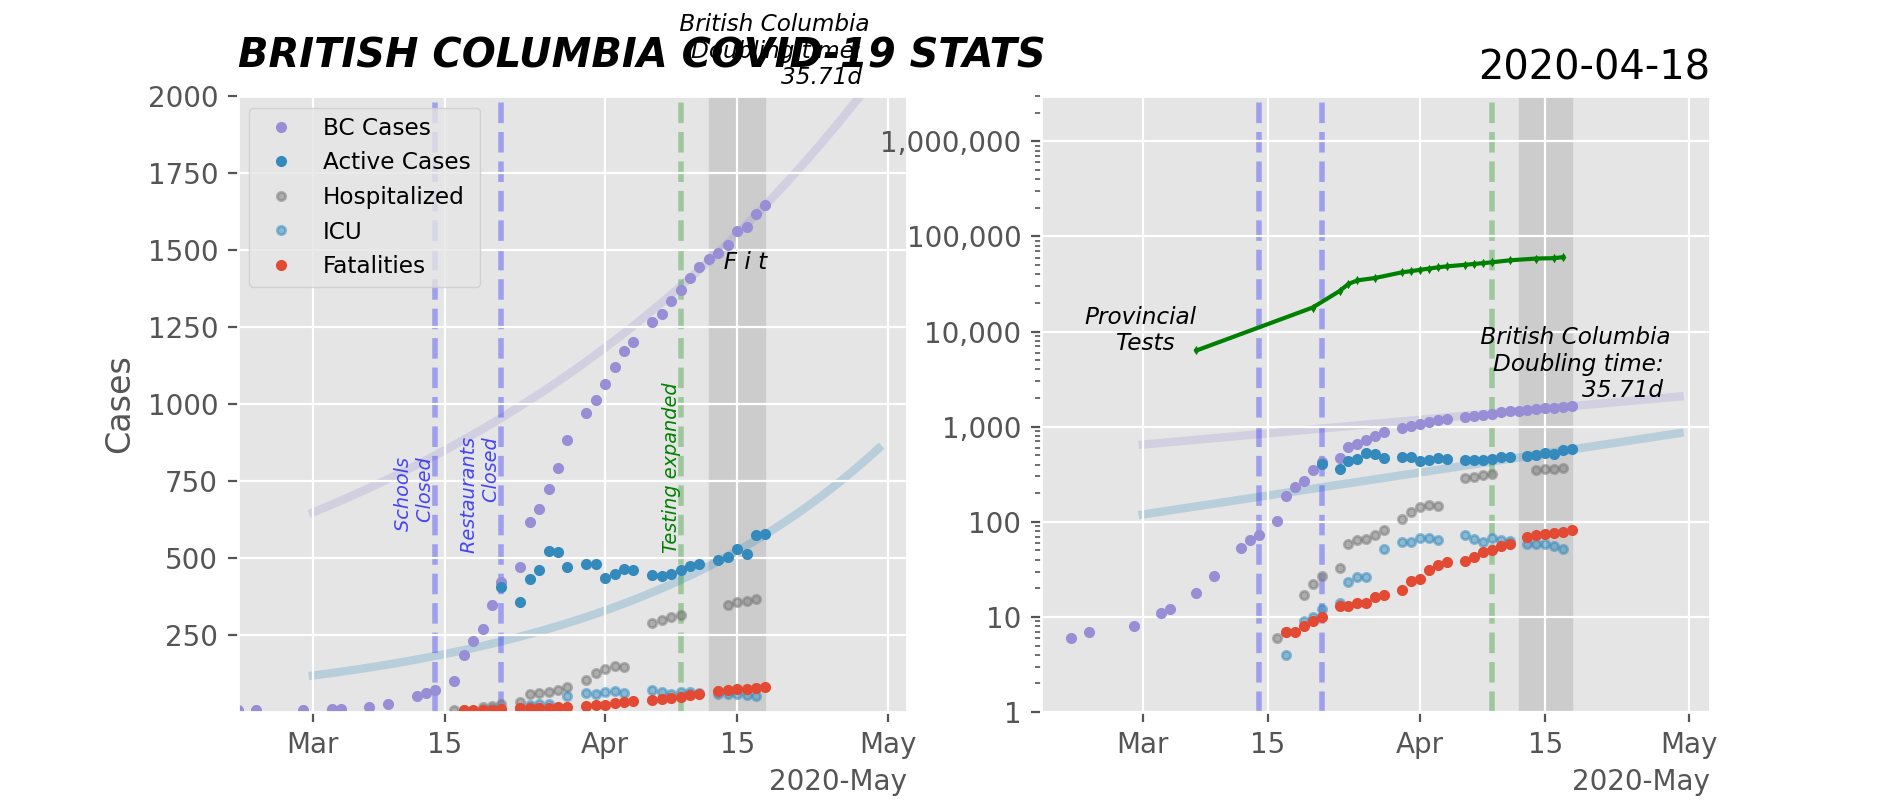 British Columbia
Doubling time:
35.71d
BRITISH COLUMBIA COVID-19 STATS
2020-04-18
2000
1750
1500
1250
1000
750
500
250
Cases
BC Cases
Active Cases
Hospitalized
ICU
Fatalities
F i t
Schools
Closed
Restaurants
Closed
Testing expanded
Mar
15
Apr
15
May
2020-May
1,000,000
100,000
10,000
1,000
100
10
1
Provincial
Tests
British Columbia
Doubling time:
35.71d
Mar
15
Apr
15
May
2020-May